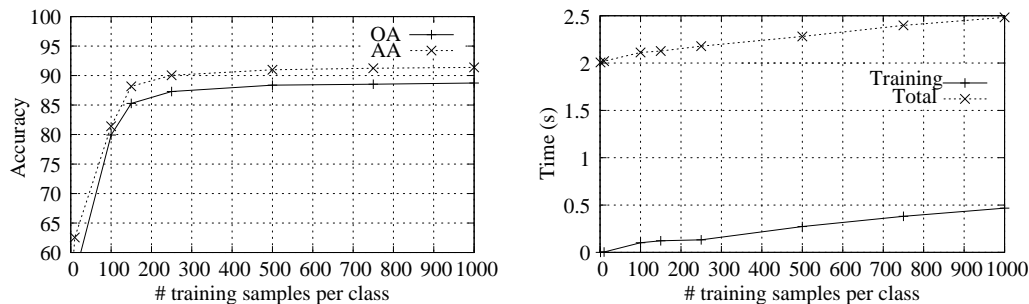 100
95
90
85
80
75
70
65
60
Accuracy
OA
AA
0 100 200 300 400 500 600 700 800 900 1000
# training samples per class
2.5
2
1.5
1
0.5
0
Time (s)
Training
Total
0 100 200 300 400 500 600 700 800 900 1000
# training samples per class